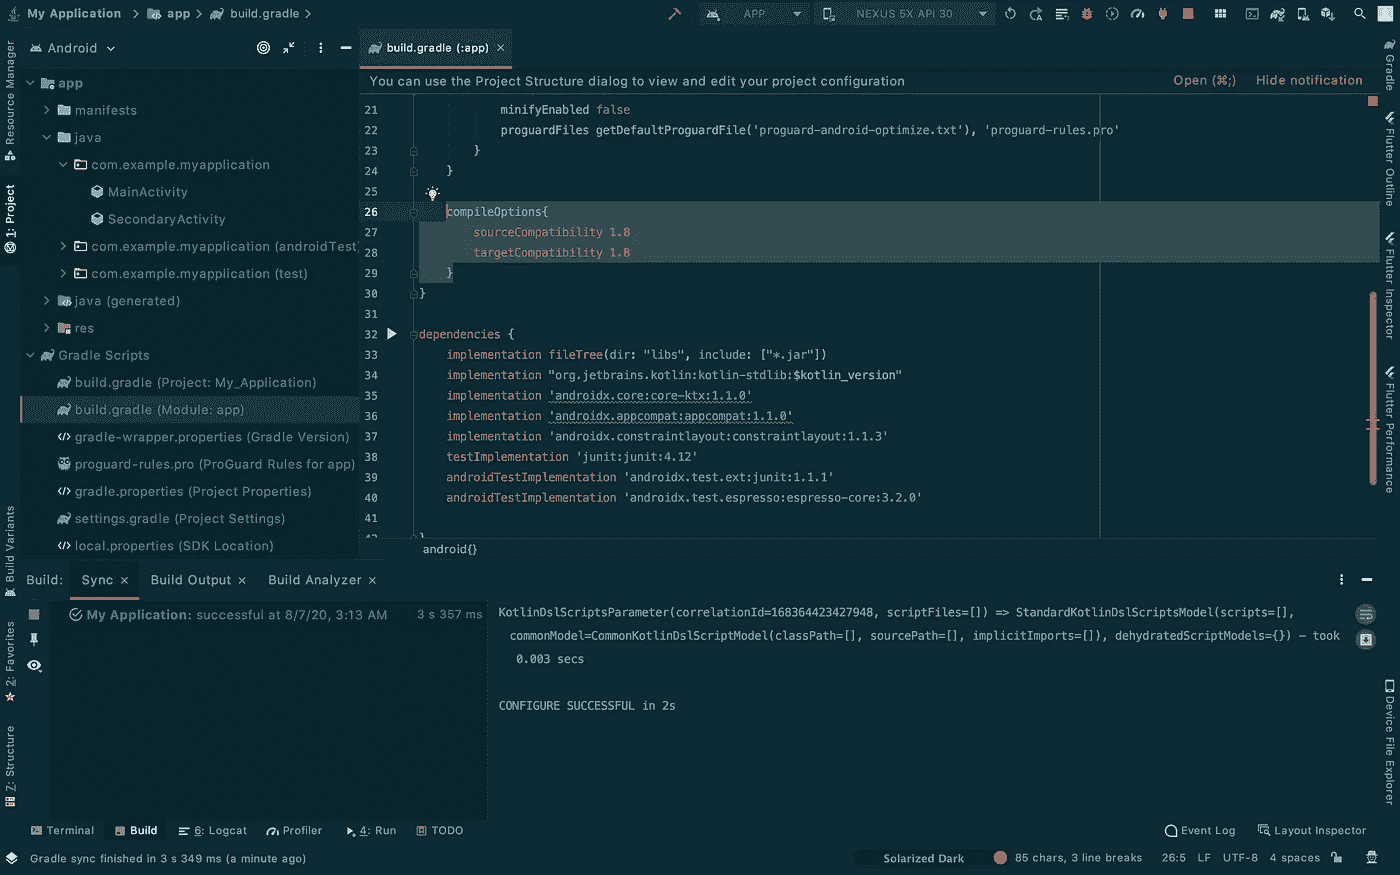 My Application > app > build.gradle >
APP
NEXUS 5X API 30
Android
build.gradle (:app) ×
You can use the Project Structure dialog to view and edit your project configuration
Open (⌘;) Hide notification
Resource Manager
1: Project
Build Variants
2: Favorites
Z: Structure
app
manifests
java
com.example.myapplication
MainActivity
SecondaryActivity
com.example.myapplication (androidTest)
com.example.myapplication (test)
java (generated)
res
Gradle Scripts
build.gradle (Project: My_Application)
build.gradle (Module: app)
gradle-wrapper.properties (Gradle Version)
proguard-rules.pro (ProGuard Rules for app)
gradle.properties (Project Properties)
settings.gradle (Project Settings)
local.properties (SDK Location)
21 minifyEnabled false
22 proguardFiles getDefaultProguardFile('proguard-android-optimize.txt'), 'proguard-rules.pro'
23 }
24 }
25
26 compileOptions{
27 sourceCompatibility 1.8
28 targetCompatibility 1.8
29 }
30 }
31
32 dependencies {
33 implementation fileTree(dir: "libs", include: ["*.jar"])
34 implementation "org.jetbrains.kotlin:kotlin-stdlib:$kotlin_version"
35 implementation 'androidx.core:core-ktx:1.1.0'
36 implementation 'androidx.appcompat:appcompat:1.1.0'
37 implementation 'androidx.constraintlayout:constraintlayout:1.1.3'
38 testImplementation 'junit:junit:4.12'
39 androidTestImplementation 'androidx.test.ext:junit:1.1.1'
40 androidTestImplementation 'androidx.test.espresso:espresso-core:3.2.0'
41
42 }
android{}
Gradle
Flutter Outline
Flutter Inspector
Flutter Performance
Device File Explorer
Build: Sync × Build Output × Build Analyzer ×
My Application: successful at 8/7/20, 3:13 AM 3 s 357 ms
KotlinDslScriptsParameter(correlationId=168364423427948, scriptFiles=[]) => StandardKotlinDslScriptsModel(scripts=[],
commonModel=CommonKotlinDslScriptModel(classPath=[], sourcePath=[], implicitImports=[]), dehydratedScriptModels={}) - took
0.003 secs
CONFIGURE SUCCESSFUL in 2s
Terminal Build 6: Logcat Profiler 4: Run TODO
Event Log Layout Inspector
Gradle sync finished in 3 s 349 ms (a minute ago)
Solarized Dark 85 chars, 3 line breaks 26:5 LF UTF-8 4 spaces